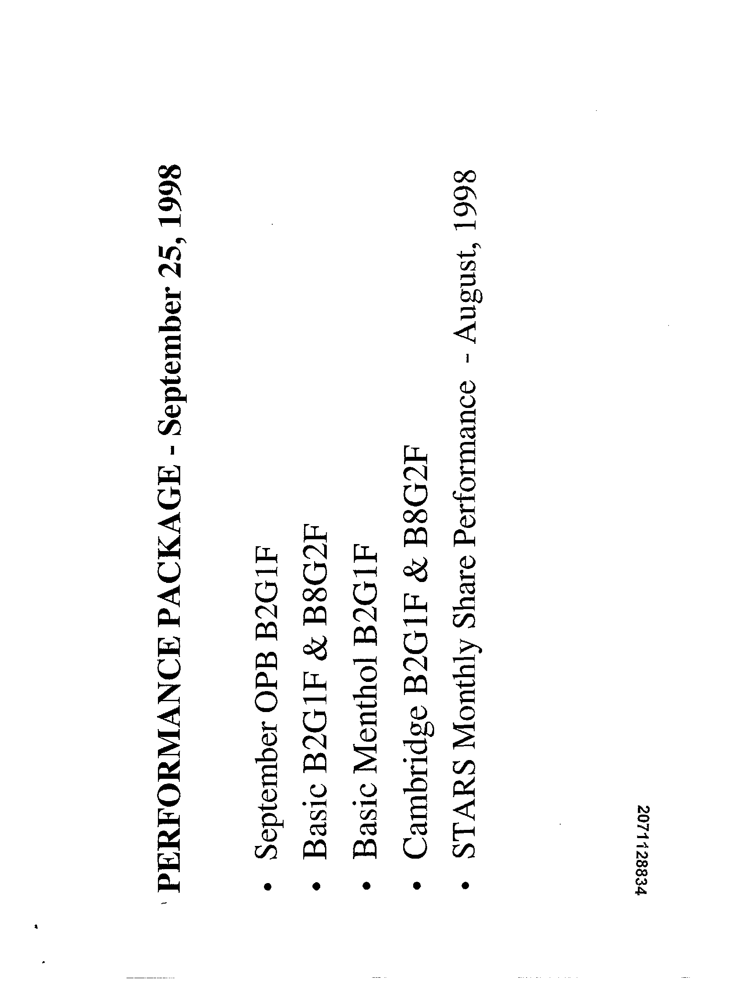 PERFORMANCE PACKAGE - September 25, 1998
• September OPB B2G1F
• Basic B2G1F & B8G2F
• Basic Menthol B2G1F
• Cambridge B2G1F & B8G2F
• STARS Monthly Share Performance - August, 1998
2071128834